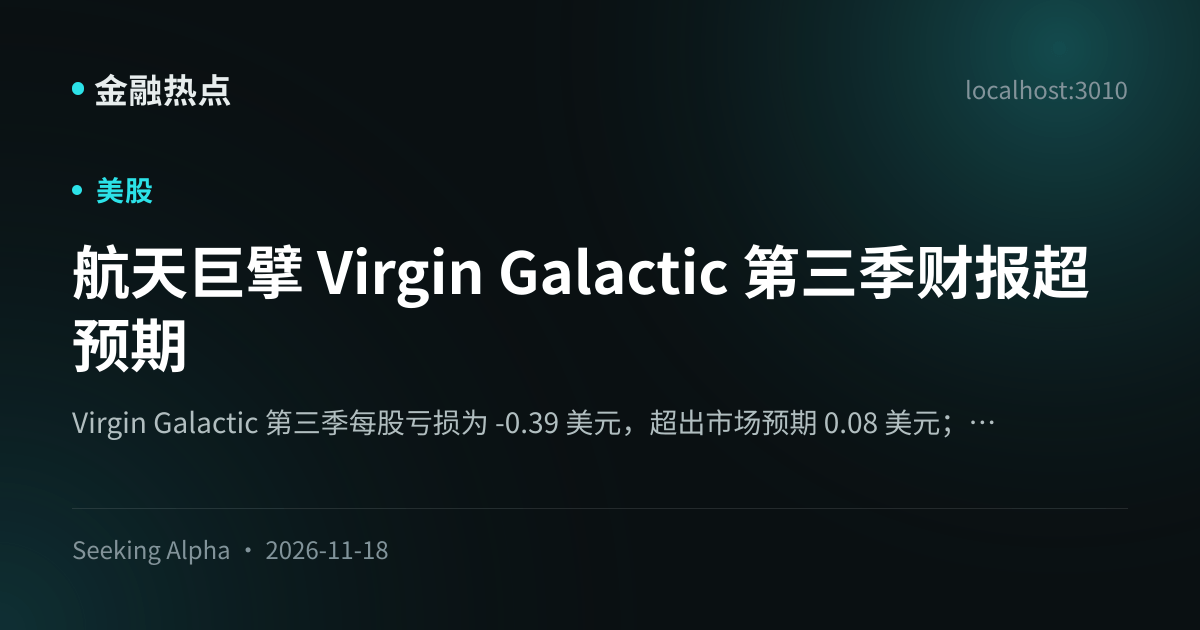 金融热点
localhost:3010
美股
航天巨擘 Virgin Galactic 第三季财报超
预期
Virgin Galactic 第三季每股亏损为 -0.39 美元，超出市场预期 0.08 美元；…
Seeking Alpha · 2026-11-18